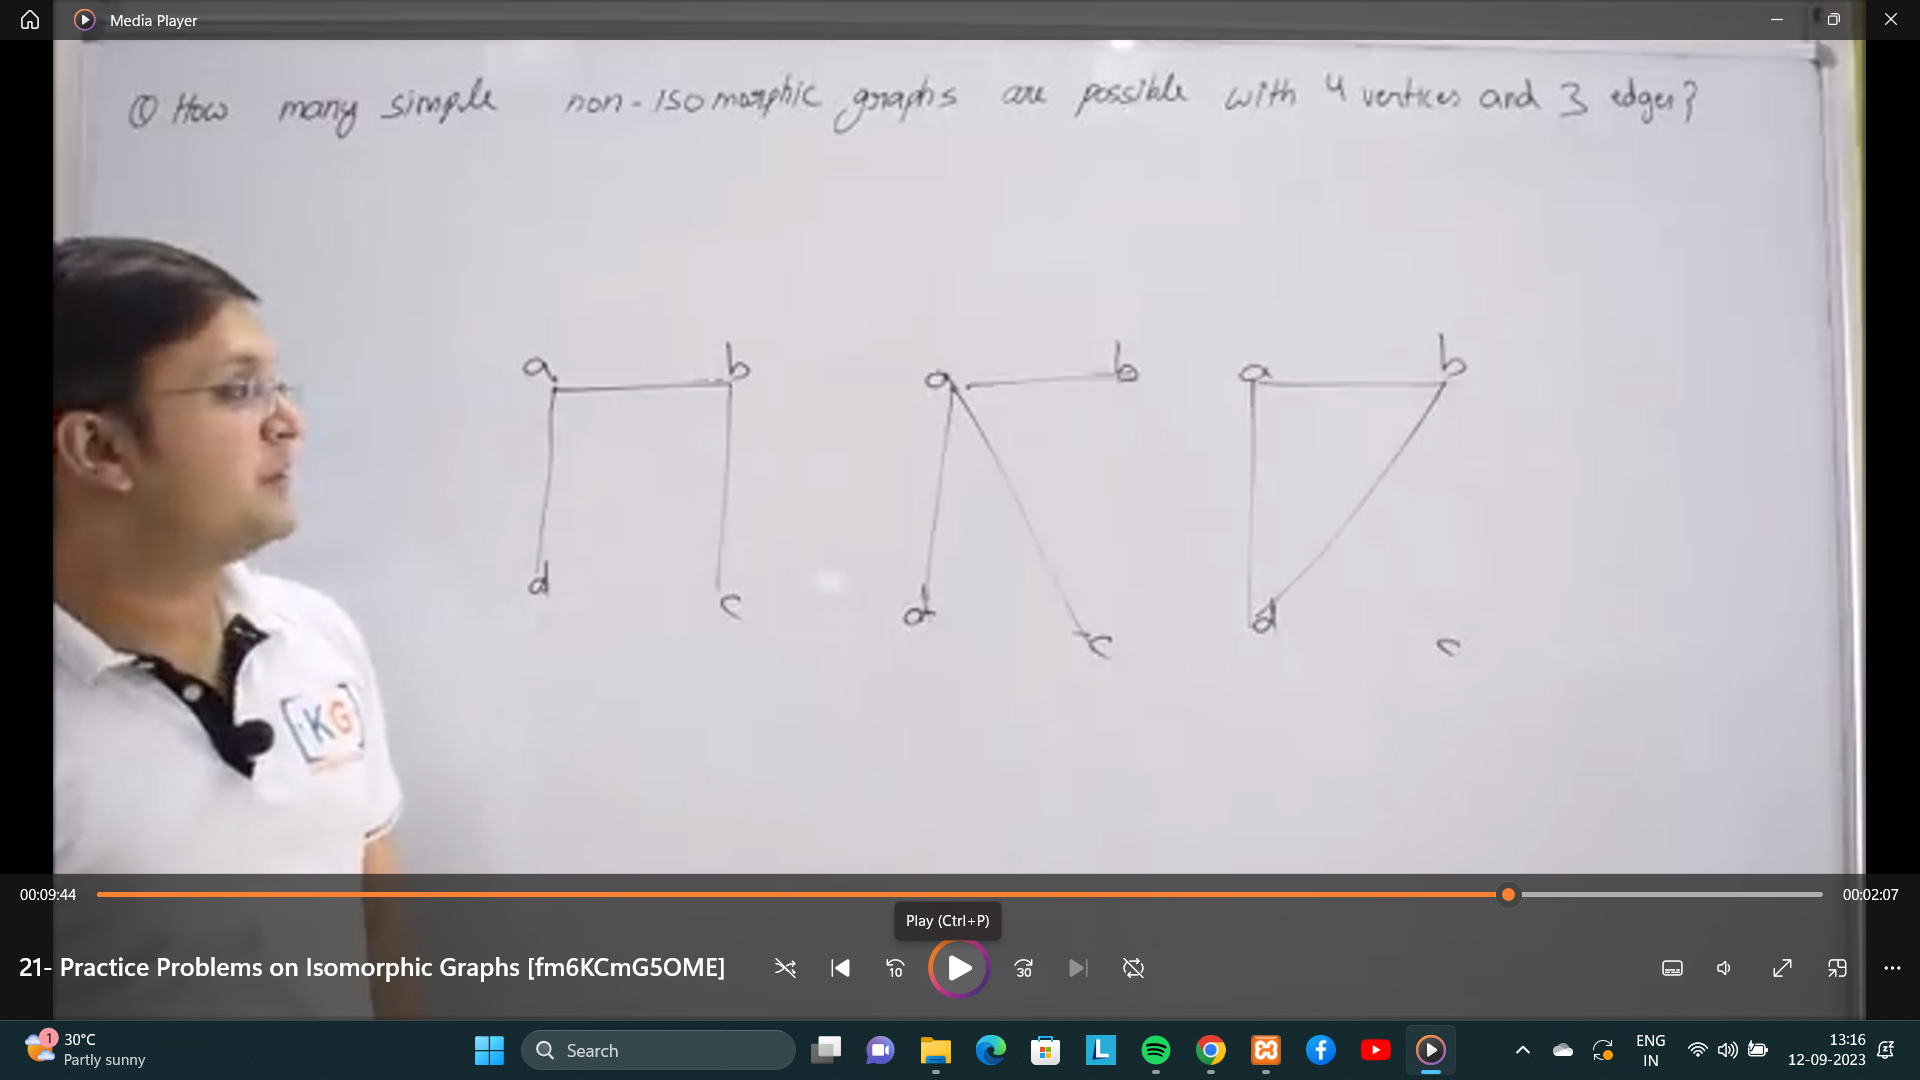 Media Player
① How many simple non-isomorphic graphs are possible with 4 vertices and 3 edges?
a b a b a b
d c d c d c
KG
00:09:44 00:02:07
Play (Ctrl+P)
21- Practice Problems on Isomorphic Graphs [fm6KCmG5OME]
10 30
1 30°C
Partly sunny
Search
L
ENG
IN
13:16
12-09-2023